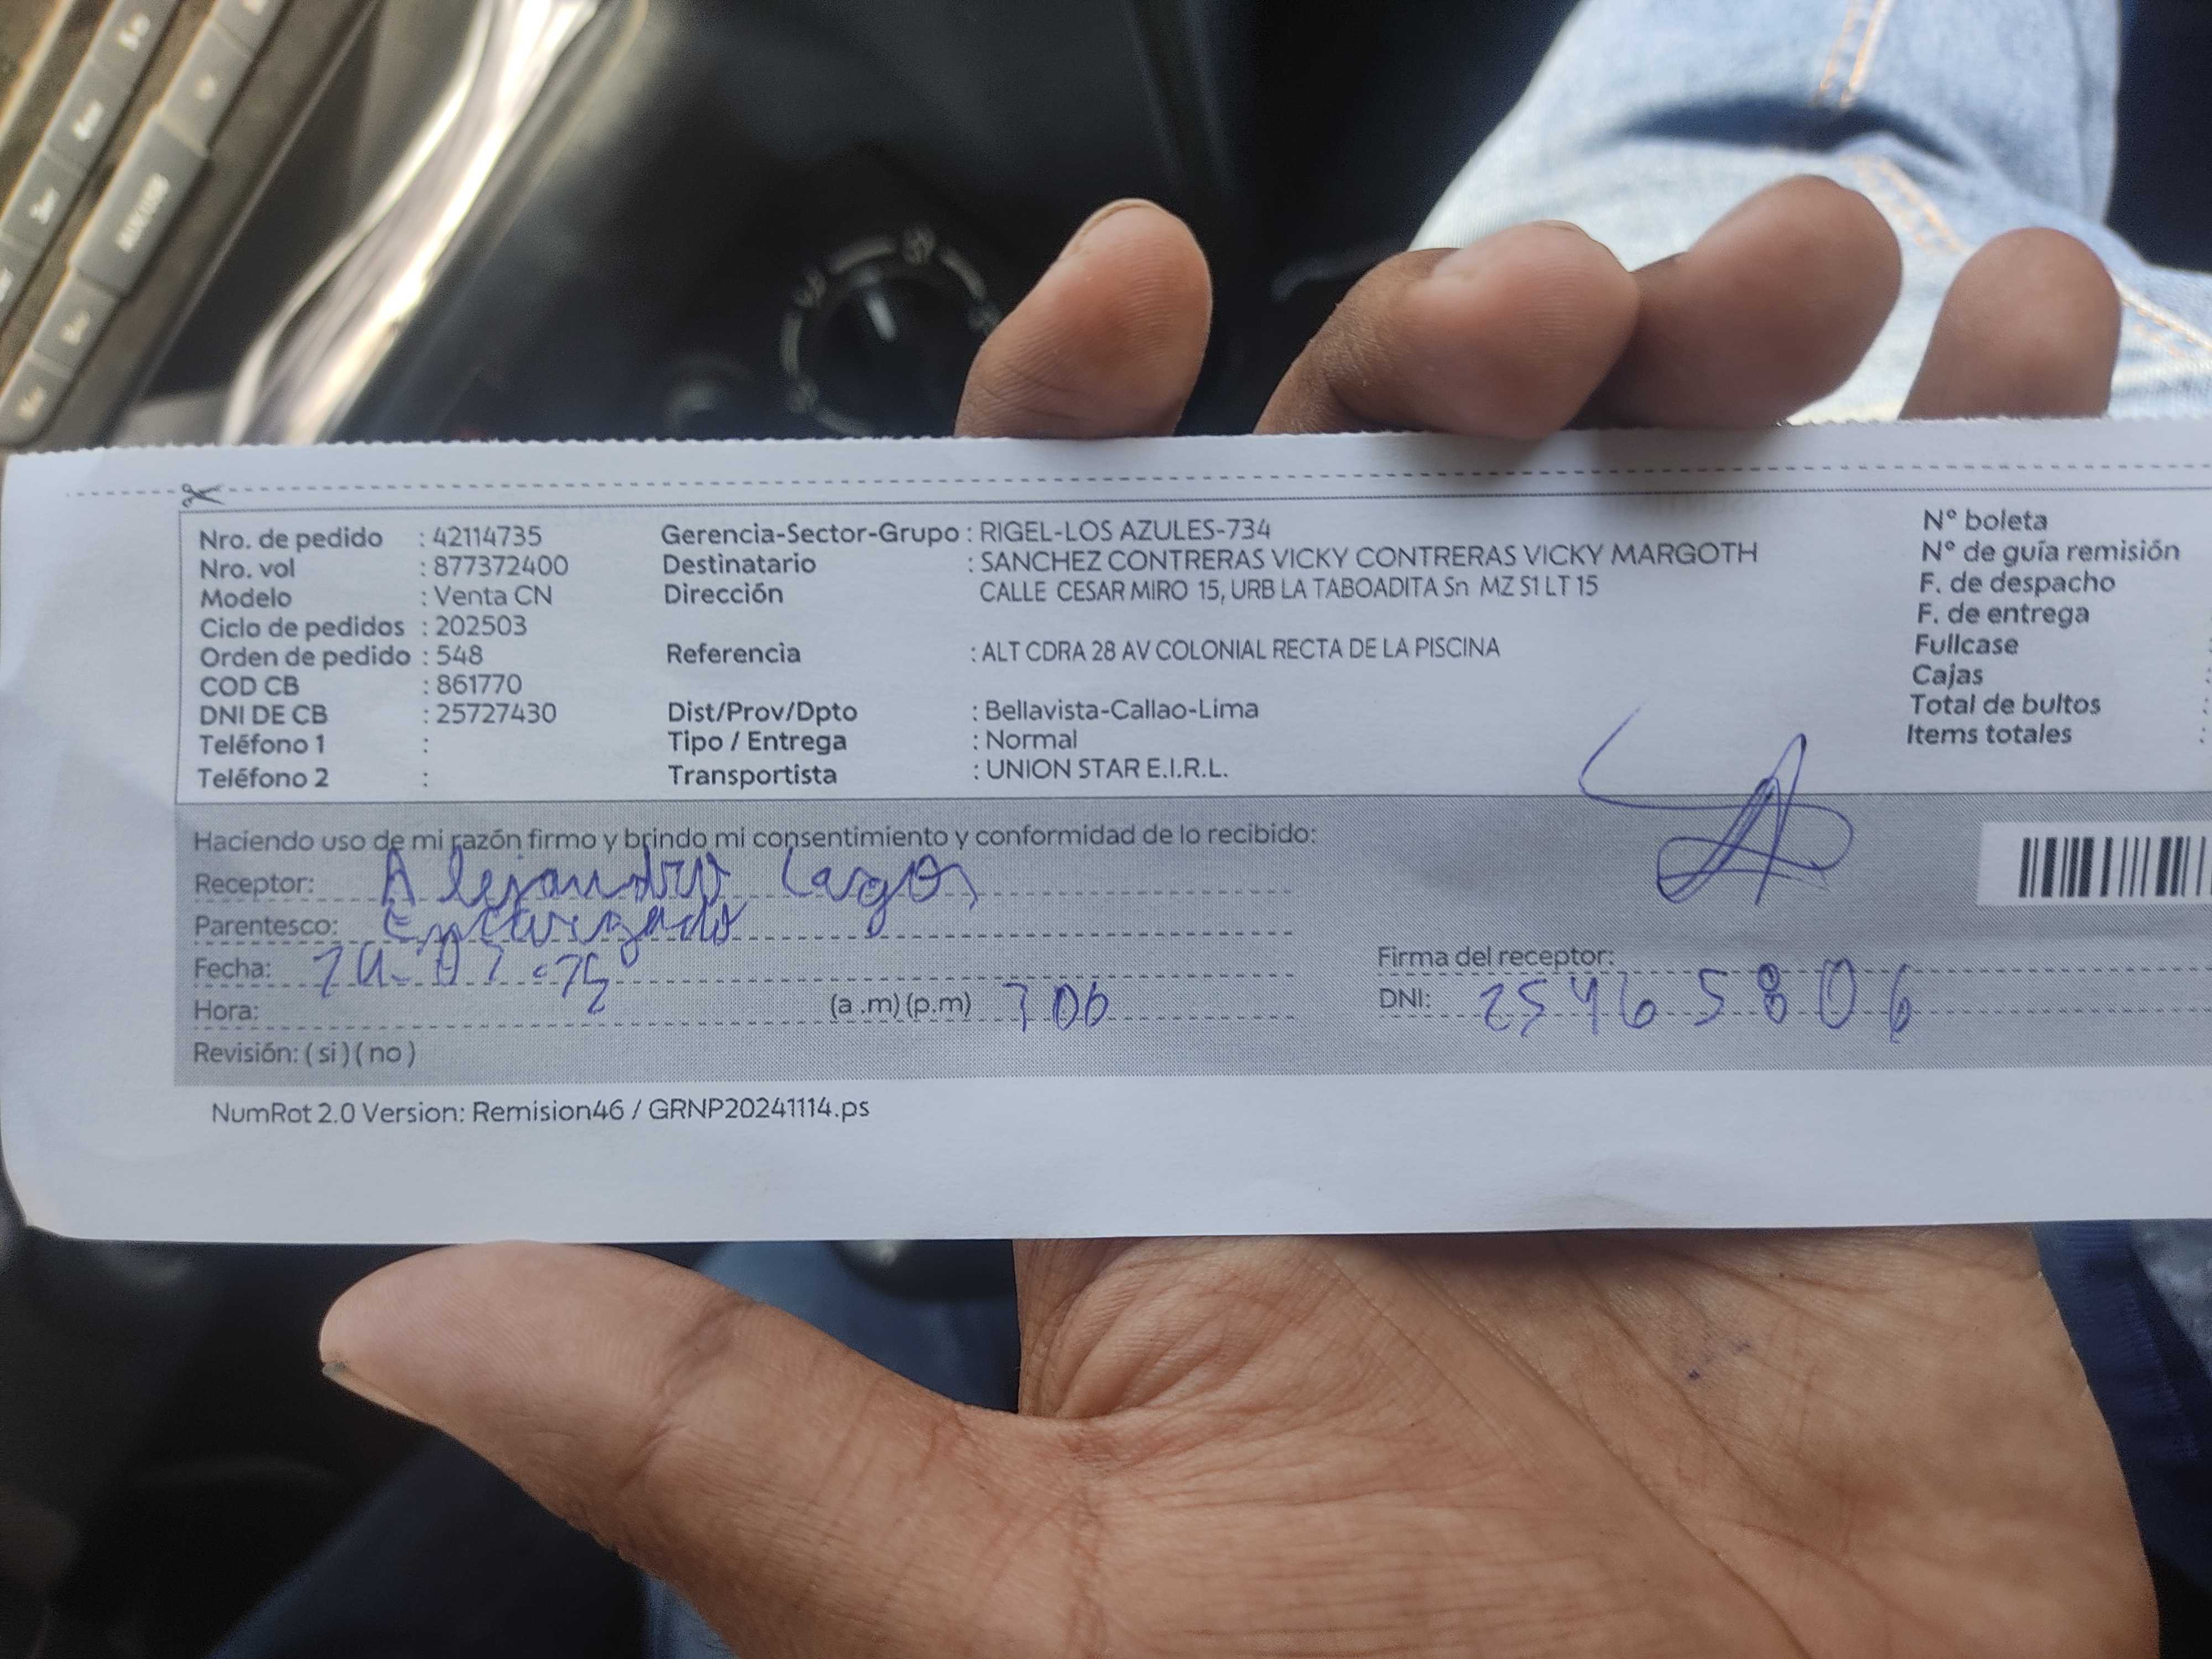 Nro. de pedido : 42114735
Nro. vol : 877372400
Modelo : Venta CN
Ciclo de pedidos : 202503
Orden de pedido : 548
COD CB : 861770
DNI DE CB : 25727430
Teléfono 1 :
Teléfono 2 :
Gerencia-Sector-Grupo : RIGEL-LOS AZULES-734
Destinatario : SANCHEZ CONTRERAS VICKY CONTRERAS VICKY MARGOTH
Dirección CALLE CESAR MIRO 15, URB LA TABOADITA Sn MZ S1 LT 15
Referencia : ALT CDRA 28 AV COLONIAL RECTA DE LA PISCINA
Dist/Prov/Dpto : Bellavista-Callao-Lima
Tipo / Entrega : Normal
Transportista : UNION STAR E.I.R.L.
N° boleta
N° de guía remisión
F. de despacho
F. de entrega
Fullcase
Cajas
Total de bultos
Items totales
Haciendo uso de mi razón firmo y brindo mi consentimiento y conformidad de lo recibido:
Receptor: Alejandro Lagos
Parentesco: Encargado
Fecha:
Hora: (a .m) (p.m)
Revisión: ( si ) ( no )
Firma del receptor:
DNI: 25465806
NumRot 2.0 Version: Remision46 / GRNP20241114.ps